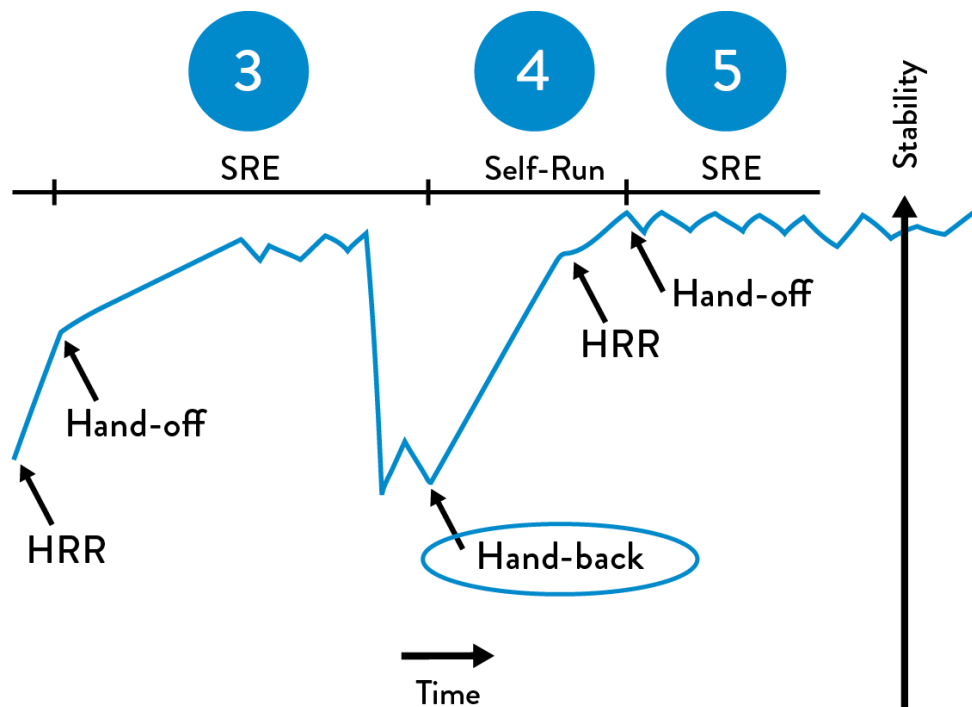 3
4
5
SRE
Self-Run
SRE
Stability
Hand-off
HRR
Hand-off
HRR
Hand-back
Time